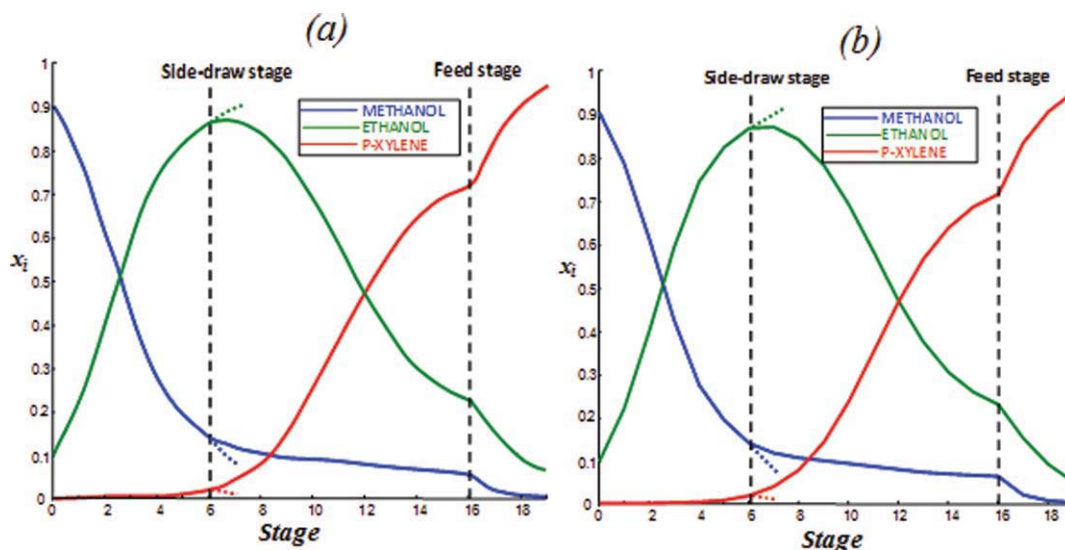 (a)
1
0.9
0.8
0.7
0.6
xi
0.5
0.4
0.3
0.2
0.1
0
Side-draw stage
Feed stage
METHANOL
ETHANOL
P-XYLENE
0 2 4 6 8 10 12 14 16 18
Stage
(b)
1
0.9
0.8
0.7
0.6
xi
0.5
0.4
0.3
0.2
0.1
0
Side-draw stage
Feed stage
METHANOL
ETHANOL
P-XYLENE
0 2 4 6 8 10 12 14 16 18
Stage